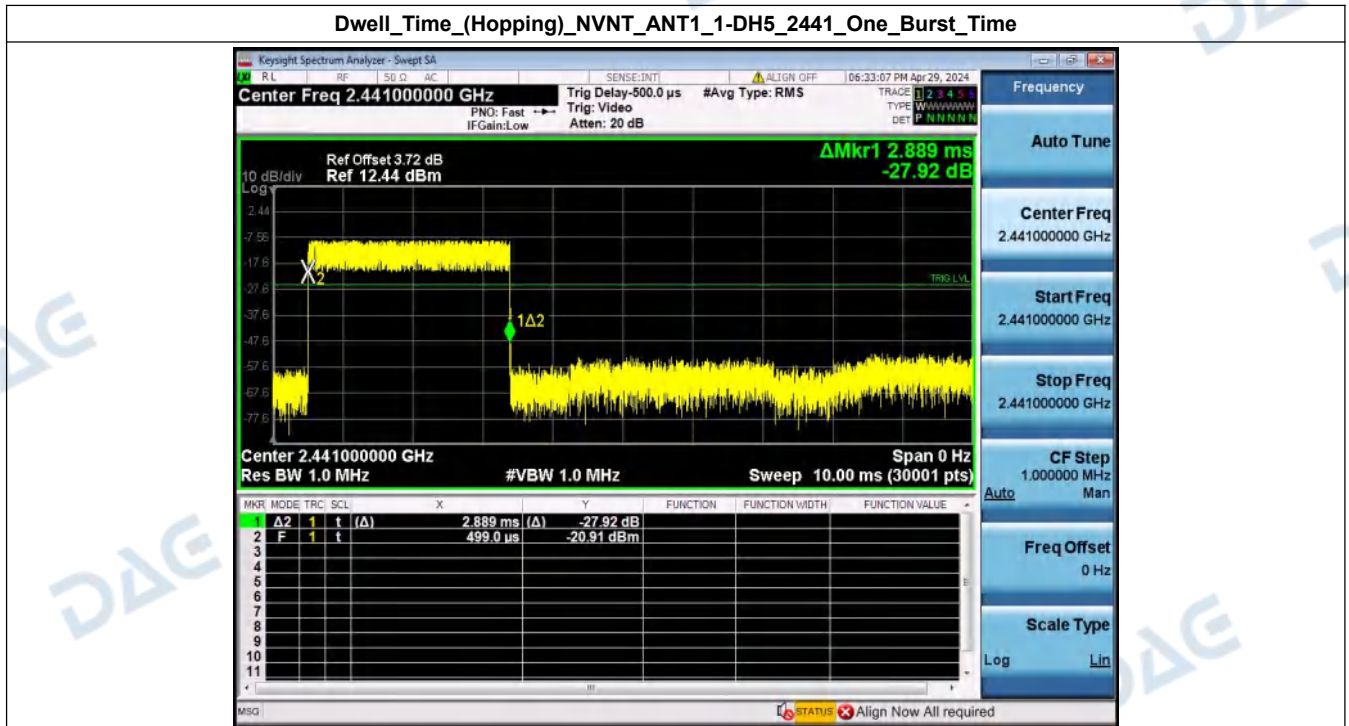 Dwell_Time_(Hopping)_NVNT_ANT1_1-DH5_2441_One_Burst_Time
Keysight Spectrum Analyzer - Swept SA
RL RF 50 Ω AC SENSE:INT ALIGN OFF 06:33:07 PM Apr 29, 2024
Center Freq 2.441000000 GHz
PNO: Fast
IFGain:Low
Trig Delay-500.0 µs
Trig: Video
Atten: 20 dB
#Avg Type: RMS
TRACE 1 2 3 4 5 6
TYPE WWWWWW
DET P N N N N N
Frequency
Auto Tune
Center Freq
2.441000000 GHz
Start Freq
2.441000000 GHz
Stop Freq
2.441000000 GHz
CF Step
1.000000 MHz
Auto Man
Freq Offset
0 Hz
Scale Type
Log Lin
ΔMkr1 2.889 ms
-27.92 dB
Ref Offset 3.72 dB
10 dB/div Ref 12.44 dBm
Log
2.44
-7.56
-17.6
-27.6
-37.6
-47.6
-57.6
-67.6
-77.6
X2
TRIG LVL
1Δ2
Center 2.441000000 GHz Span 0 Hz
Res BW 1.0 MHz #VBW 1.0 MHz Sweep 10.00 ms (30001 pts)
MKR MODE TRC SCL X Y FUNCTION FUNCTION WIDTH FUNCTION VALUE
1 Δ2 1 t (Δ) 2.889 ms (Δ) -27.92 dB
2 F 1 t 499.0 µs -20.91 dBm
3
4
5
6
7
8
9
10
11
MSG STATUS Align Now All required
DAE
DAE
DAE